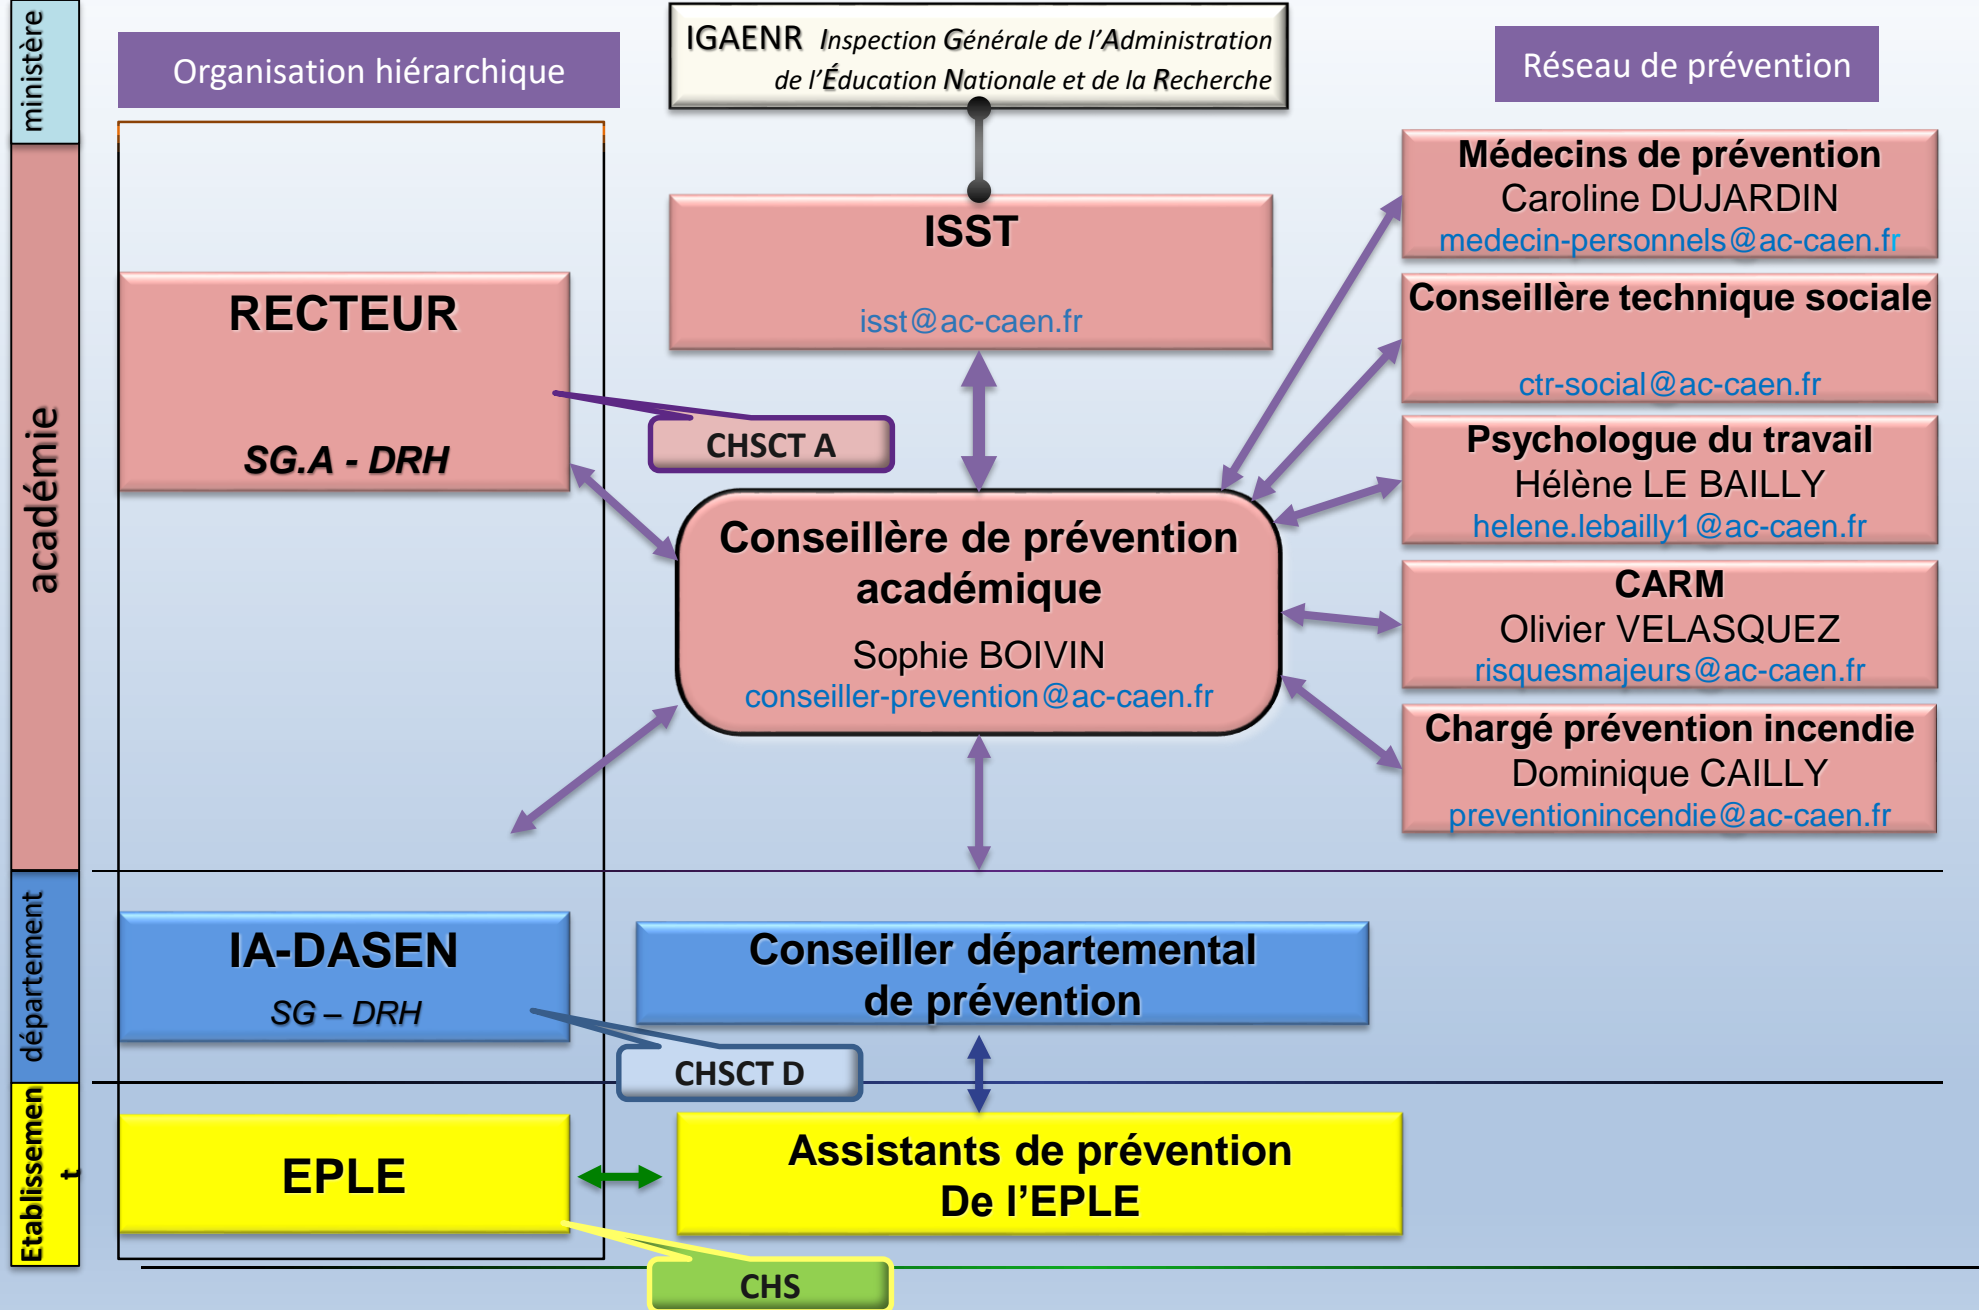 ministère
Organisation hiérarchique
IGAENR Inspection Générale de l'Administration
de l'Éducation Nationale et de la Recherche
Réseau de prévention
académie
RECTEUR
SG.A - DRH
ISST
isst@ac-caen.fr
CHSCT A
Conseillère de prévention
académique
Sophie BOIVIN
conseiller-prevention@ac-caen.fr
Médecins de prévention
Caroline DUJARDIN
medecin-personnels@ac-caen.fr
Conseillère technique sociale
ctr-social@ac-caen.fr
Psychologue du travail
Hélène LE BAILLY
helene.lebailly1@ac-caen.fr
CARM
Olivier VELASQUEZ
risquesmajeurs@ac-caen.fr
Chargé prévention incendie
Dominique CAILLY
preventionincendie@ac-caen.fr
département
IA-DASEN
SG – DRH
CHSCT D
Conseiller départemental
de prévention
Etablissemen
t
EPLE
Assistants de prévention
De l'EPLE
CHS